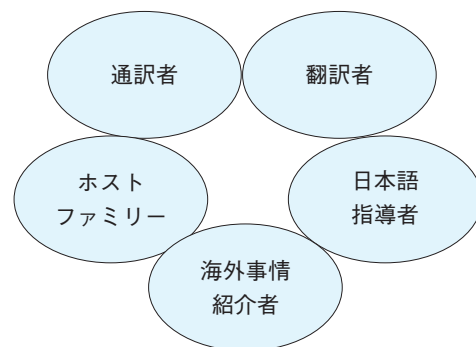 通訳者
翻訳者
ホスト
ファミリー
日本語
指導者
海外事情
紹介者